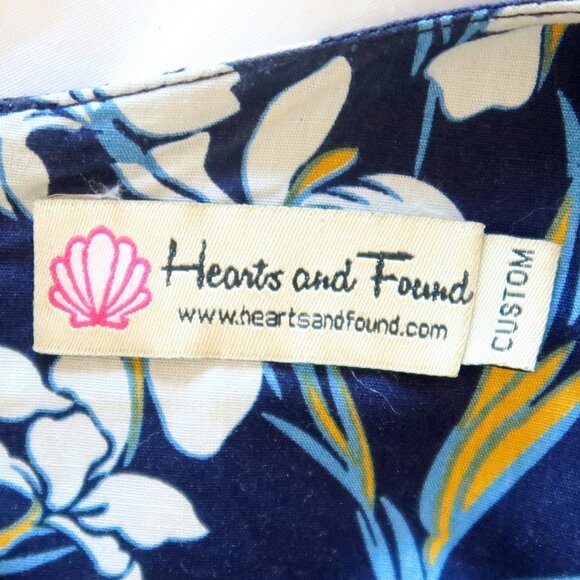 Hearts and Found
www.heartsandfound.com
CUSTOM